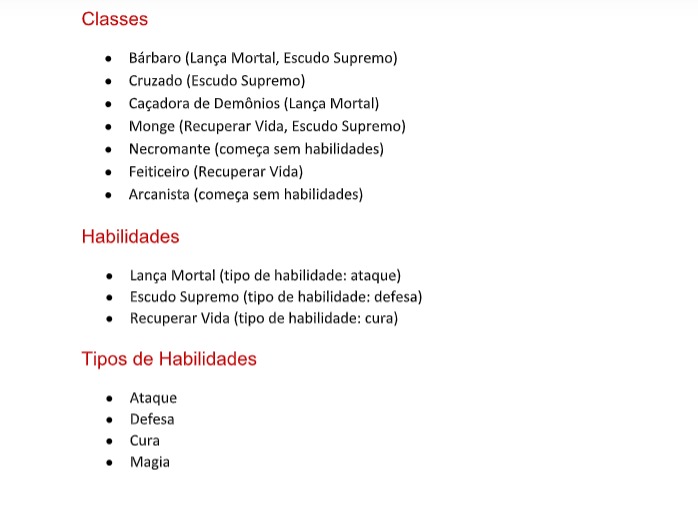 Classes
• Bárbaro (Lança Mortal, Escudo Supremo)
• Cruzado (Escudo Supremo)
• Caçadora de Demônios (Lança Mortal)
• Monge (Recuperar Vida, Escudo Supremo)
• Necromante (começa sem habilidades)
• Feiticeiro (Recuperar Vida)
• Arcanista (começa sem habilidades)
Habilidades
• Lança Mortal (tipo de habilidade: ataque)
• Escudo Supremo (tipo de habilidade: defesa)
• Recuperar Vida (tipo de habilidade: cura)
Tipos de Habilidades
• Ataque
• Defesa
• Cura
• Magia